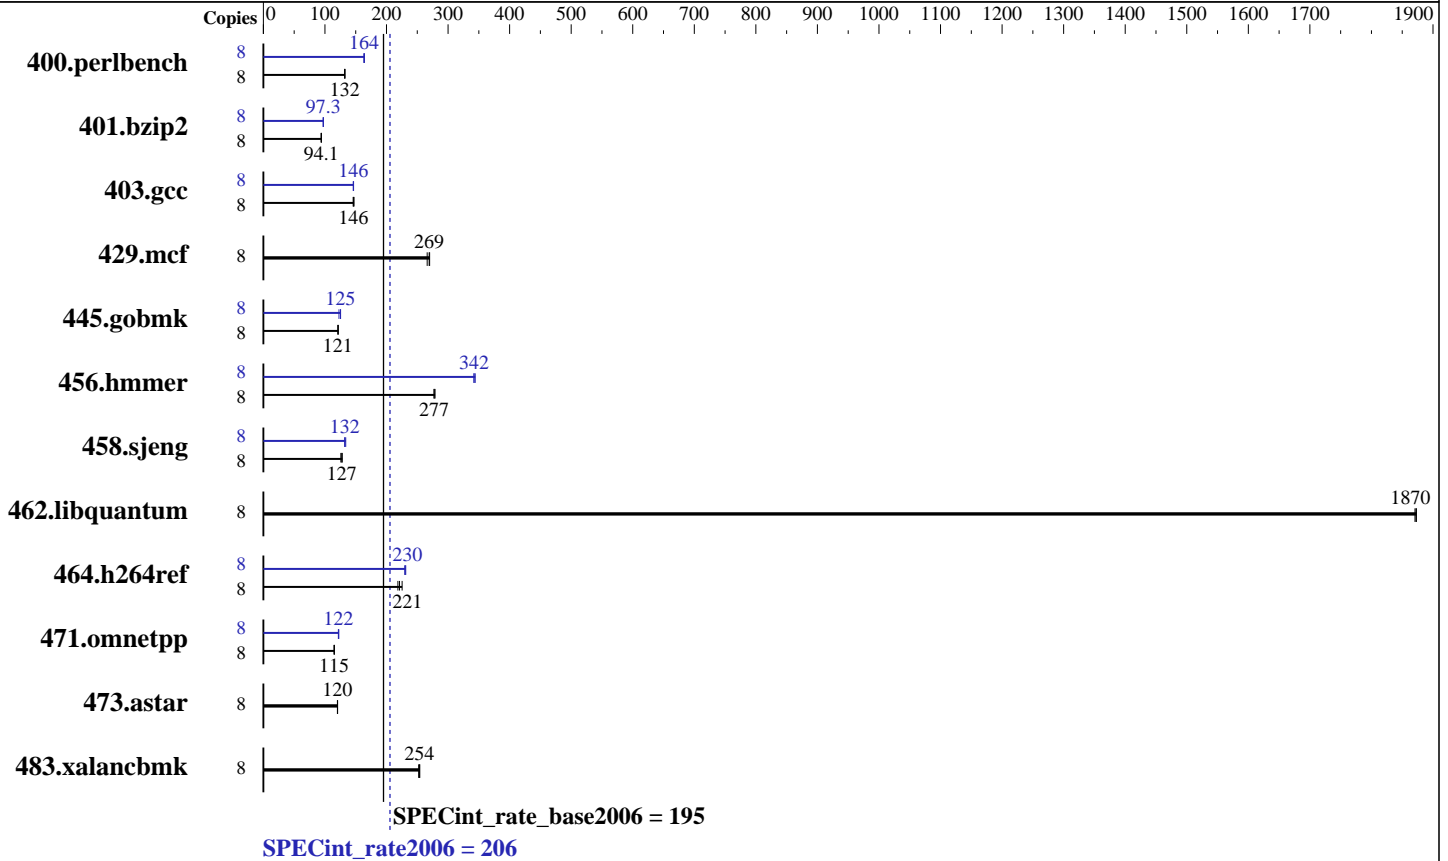 Copies 0 100 200 300 400 500 600 700 800 900 1000 1100 1200 1300 1400 1500 1600 1700 1900
400.perlbench 8 164
8 132
401.bzip2 8 97.3
8 94.1
403.gcc 8 146
8 146
429.mcf 8 269
445.gobmk 8 125
8 121
456.hmmer 8 342
8 277
458.sjeng 8 132
8 127
462.libquantum 8 1870
464.h264ref 8 230
8 221
471.omnetpp 8 122
8 115
473.astar 8 120
483.xalancbmk 8 254
SPECint_rate_base2006 = 195
SPECint_rate2006 = 206